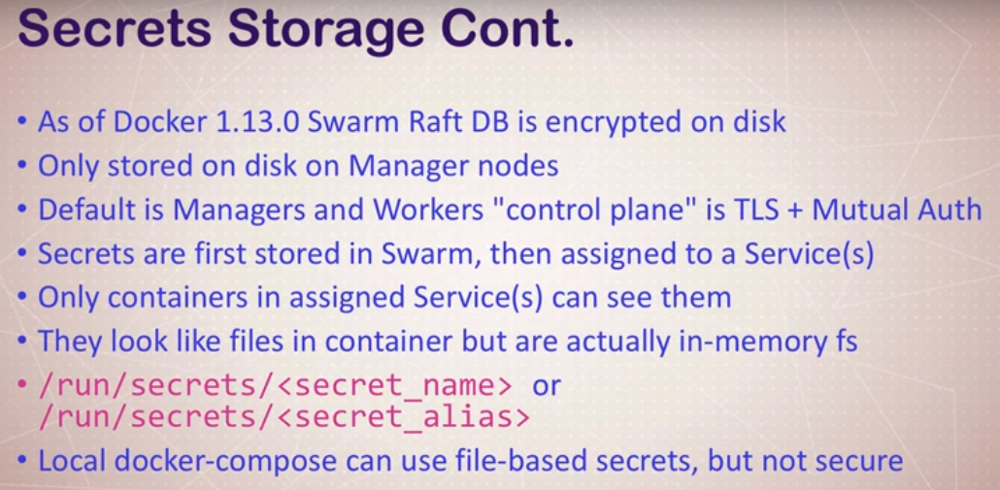 Secrets Storage Cont.
• As of Docker 1.13.0 Swarm Raft DB is encrypted on disk
• Only stored on disk on Manager nodes
• Default is Managers and Workers "control plane" is TLS + Mutual Auth
• Secrets are first stored in Swarm, then assigned to a Service(s)
• Only containers in assigned Service(s) can see them
• They look like files in container but are actually in-memory fs
• /run/secrets/<secret_name> or
/run/secrets/<secret_alias>
• Local docker-compose can use file-based secrets, but not secure